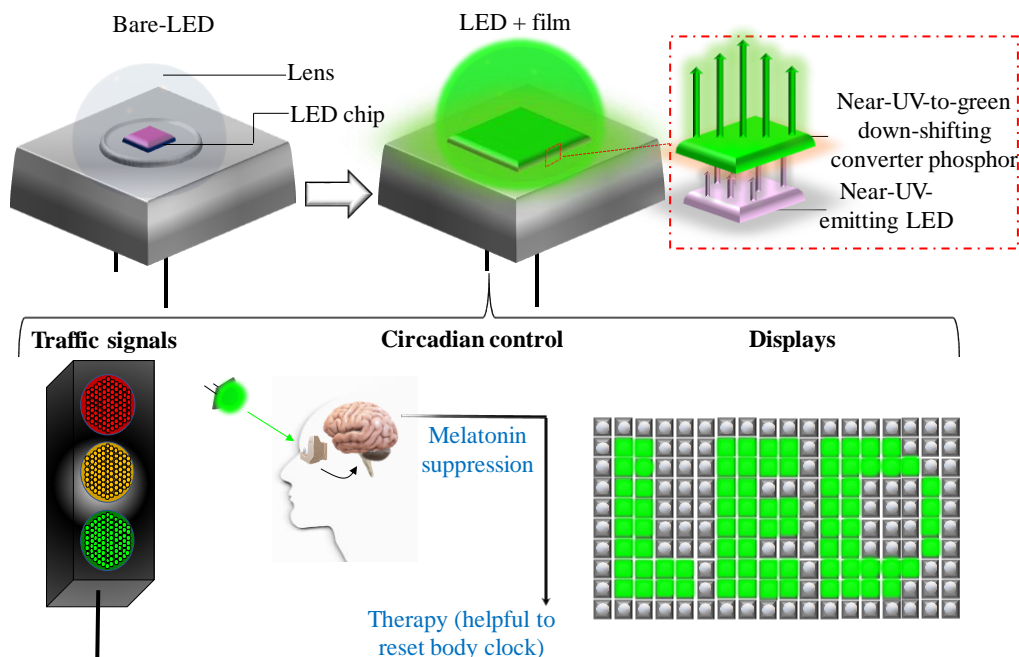 Bare-LED
LED + film
Lens
LED chip
Near-UV-to-green
down-shifting
converter phosphor
Near-UV-
emitting LED
Traffic signals
Circadian control
Displays
Melatonin
suppression
Therapy (helpful to
reset body clock)
LED